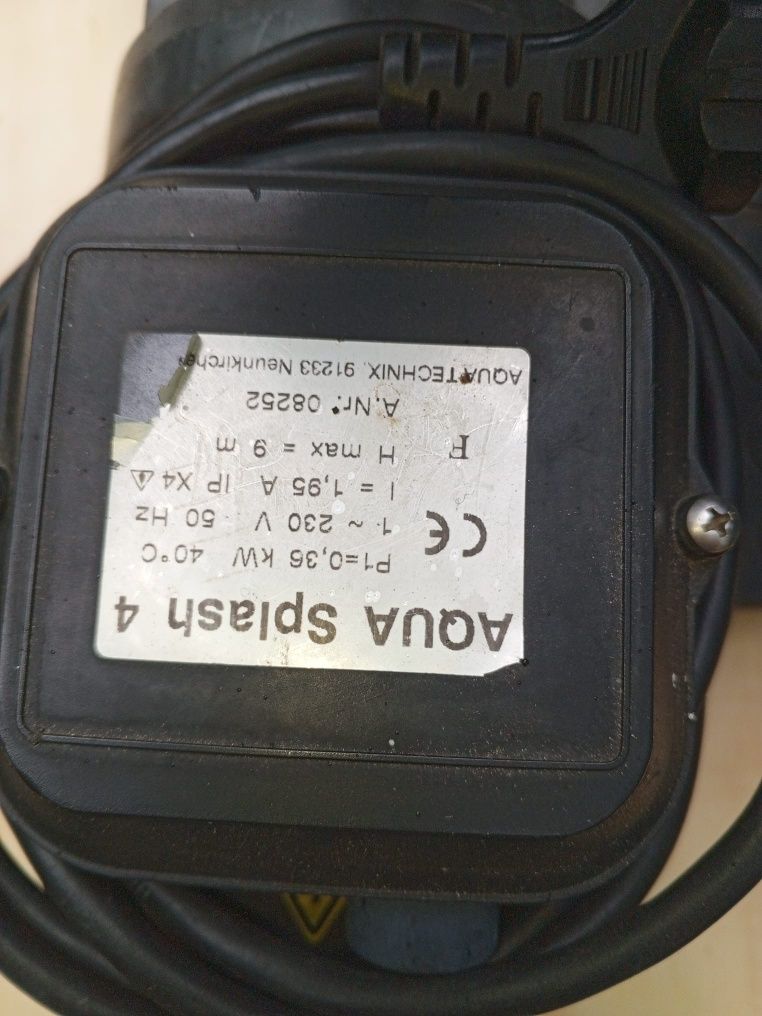 AQUA Splash 4
P1=0,36 kW 40°C
1 ~ 230 V 50 Hz
I = 1,95 A IP X4
H max = 9 m
F
A.Nr. 08252
AQUATECHNIX, 91233 Neunkirche
CE